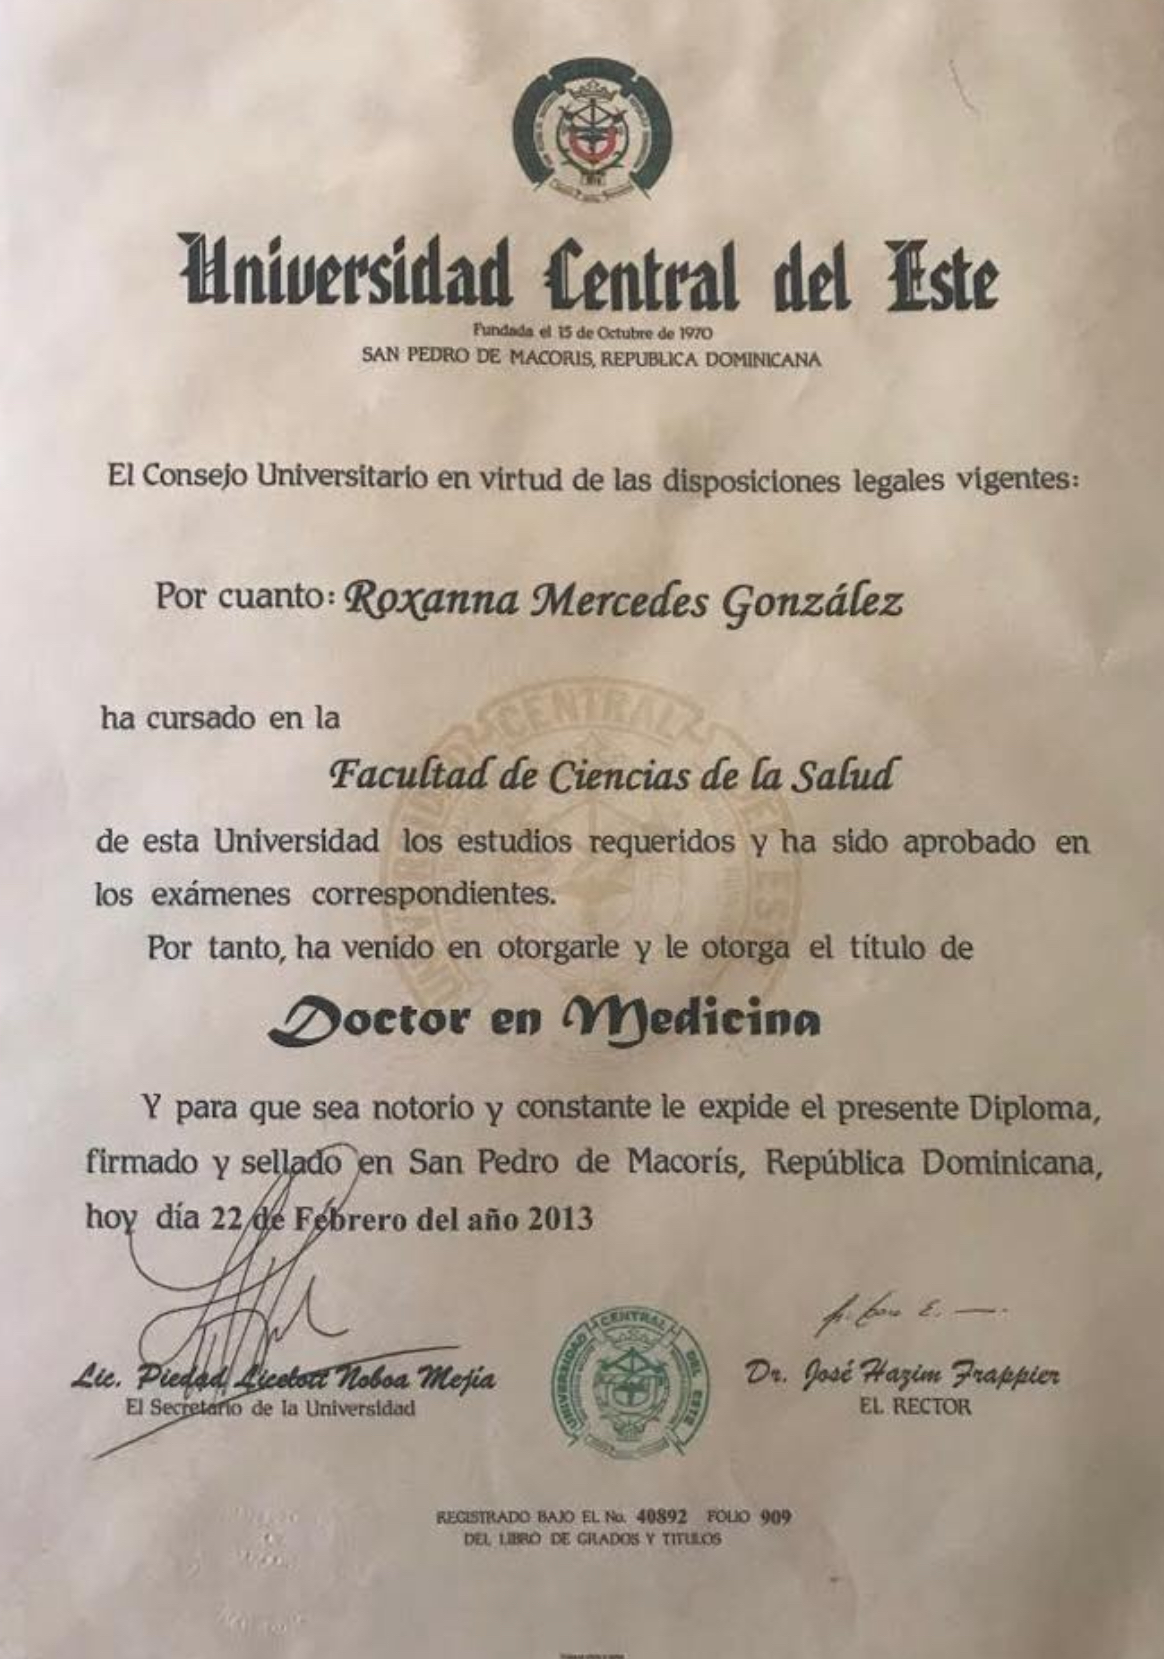 Universidad Central del Este
Fundada el 15 de Octubre de 1970
SAN PEDRO DE MACORIS, REPUBLICA DOMINICANA
El Consejo Universitario en virtud de las disposiciones legales vigentes:
Por cuanto: Roxanna Mercedes González
ha cursado en la
Facultad de Ciencias de la Salud
de esta Universidad los estudios requeridos y ha sido aprobado en
los exámenes correspondientes.
Por tanto, ha venido en otorgarle y le otorga el título de
Doctor en Medicina
Y para que sea notorio y constante le expide el presente Diploma,
firmado y sellado en San Pedro de Macorís, República Dominicana,
hoy día 22 de Febrero del año 2013
Lic. Piedad Licelott Noboa Mejía
El Secretario de la Universidad
UNIVERSIDAD CENTRAL DEL ESTE
Dr. José Hazim Frappier
EL RECTOR
REGISTRADO BAJO EL No. 40892 FOLIO 909
DEL LIBRO DE GRADOS Y TITULOS